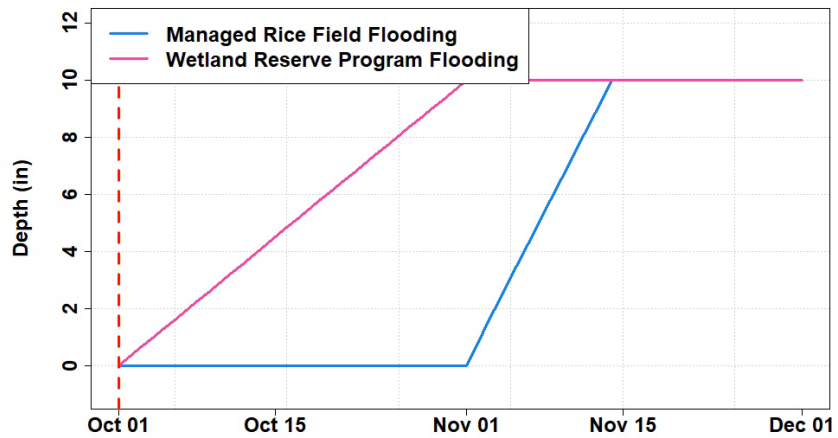 Managed Rice Field Flooding
Wetland Reserve Program Flooding
Depth (in)
12
10
8
6
4
2
0
Oct 01 Oct 15 Nov 01 Nov 15 Dec 01